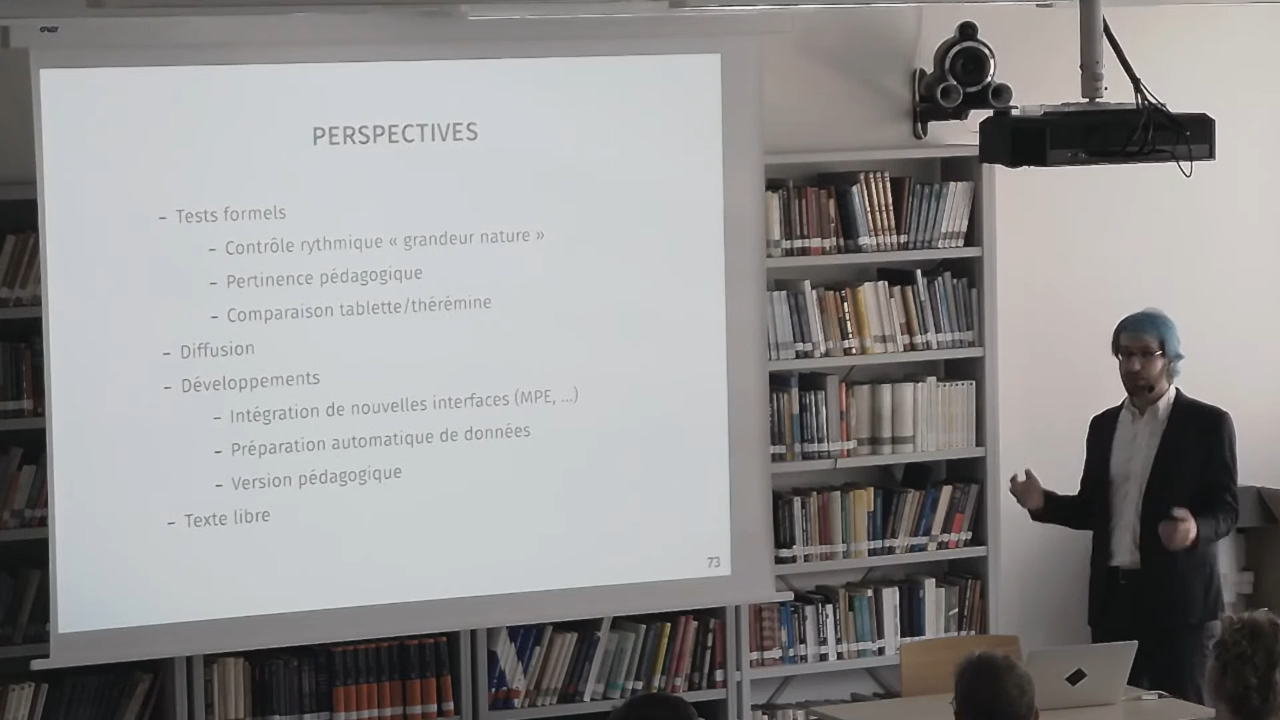 PERSPECTIVES
– Tests formels
– Contrôle rythmique « grandeur nature »
– Pertinence pédagogique
– Comparaison tablette/thérémine
– Diffusion
– Développements
– Intégration de nouvelles interfaces (MPE, ...)
– Préparation automatique de données
– Version pédagogique
– Texte libre
73